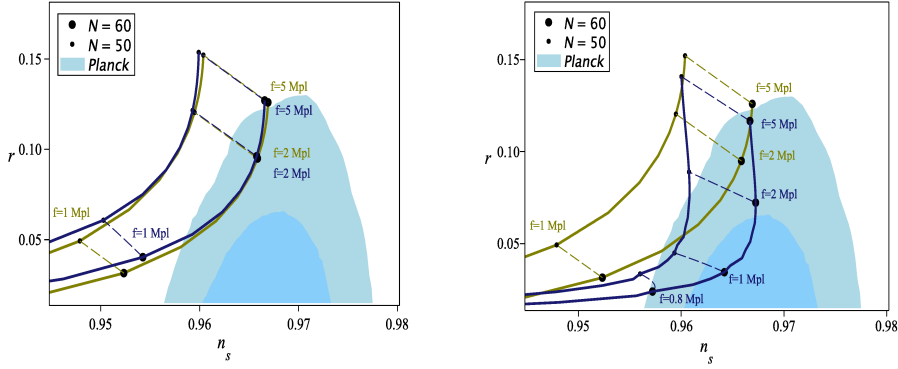 N = 60
N = 50
Planck
0.15
0.10
0.05
r
f=5 Mpl
f=5 Mpl
f=2 Mpl
f=2 Mpl
f=1 Mpl
f=1 Mpl
0.95
0.96
0.97
0.98
n_s
N = 60
N = 50
Planck
0.15
0.10
0.05
r
f=5 Mpl
f=5 Mpl
f=2 Mpl
f=2 Mpl
f=1 Mpl
f=1 Mpl
f=0.8 Mpl
0.95
0.96
0.97
0.98
n_s